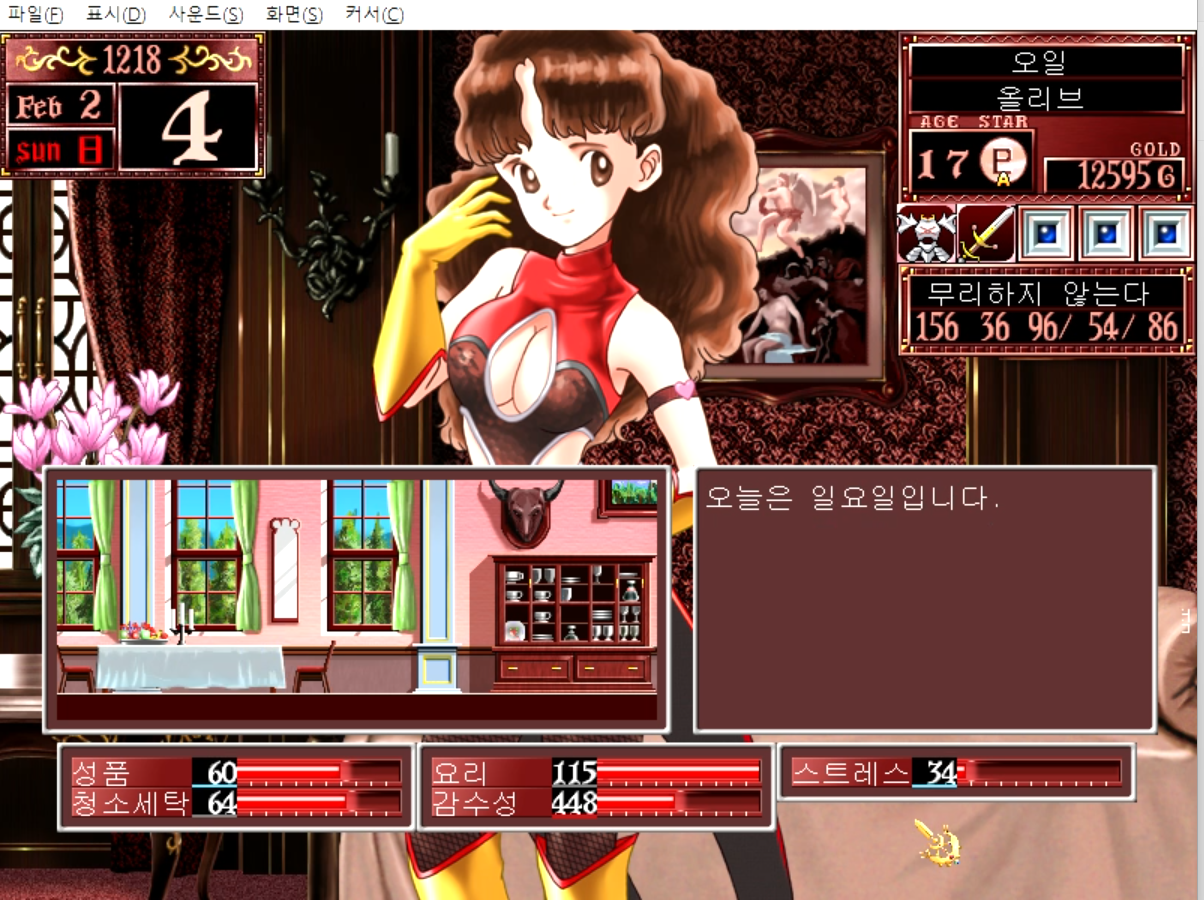 파일(F) 표시(D) 사운드(S) 화면(S) 커서(C)
1218
Feb 2
4
sun 日
오일
올리브
AGE STAR
17 P
A
GOLD
12595 G
무리하지 않는다
156 36 96/ 54/ 86
오늘은 일요일입니다.
성품 60
청소세탁 64
요리 115
감수성 448
스트레스 34